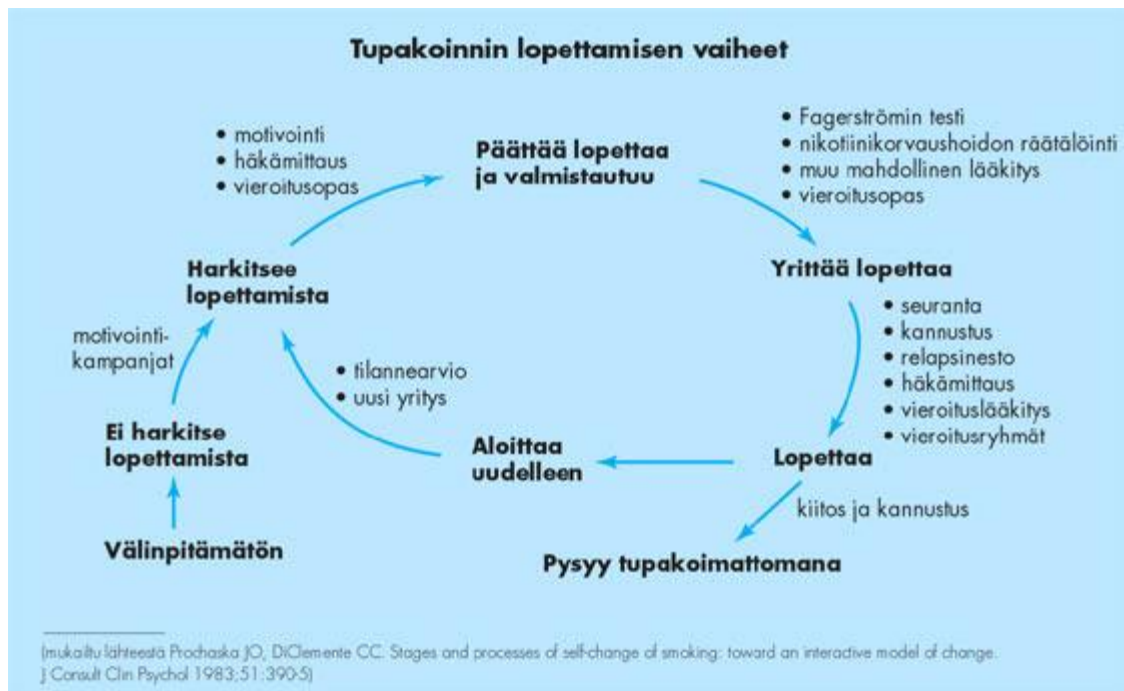 Tupakoinnin lopettamisen vaiheet
• motivointi
• häkämittaus
• vieroitusopas
Päättää lopettaa
ja valmistautuu
• Fagerströmin testi
• nikotiinikorvaushoidon räätälöinti
• muu mahdollinen lääkitys
• vieroitusopas
Harkitsee
lopettamista
Yrittää lopettaa
motivointi-
kampanjat
• tilannearvio
• uusi yritys
• seuranta
• kannustus
• relapsinesto
• häkämittaus
• vieroituslääkitys
• vieroitusryhmät
Ei harkitse
lopettamista
Aloittaa
uudelleen
Lopettaa
kiitos ja kannustus
Välinpitämätön
Pysyy tupakoimattomana
(mukailtu lähteestä Prochaska JO, DiClemente CC. Stages and processes of self-change of smoking: toward an interactive model of change.
J Consult Clin Psychol 1983;51:390-5)